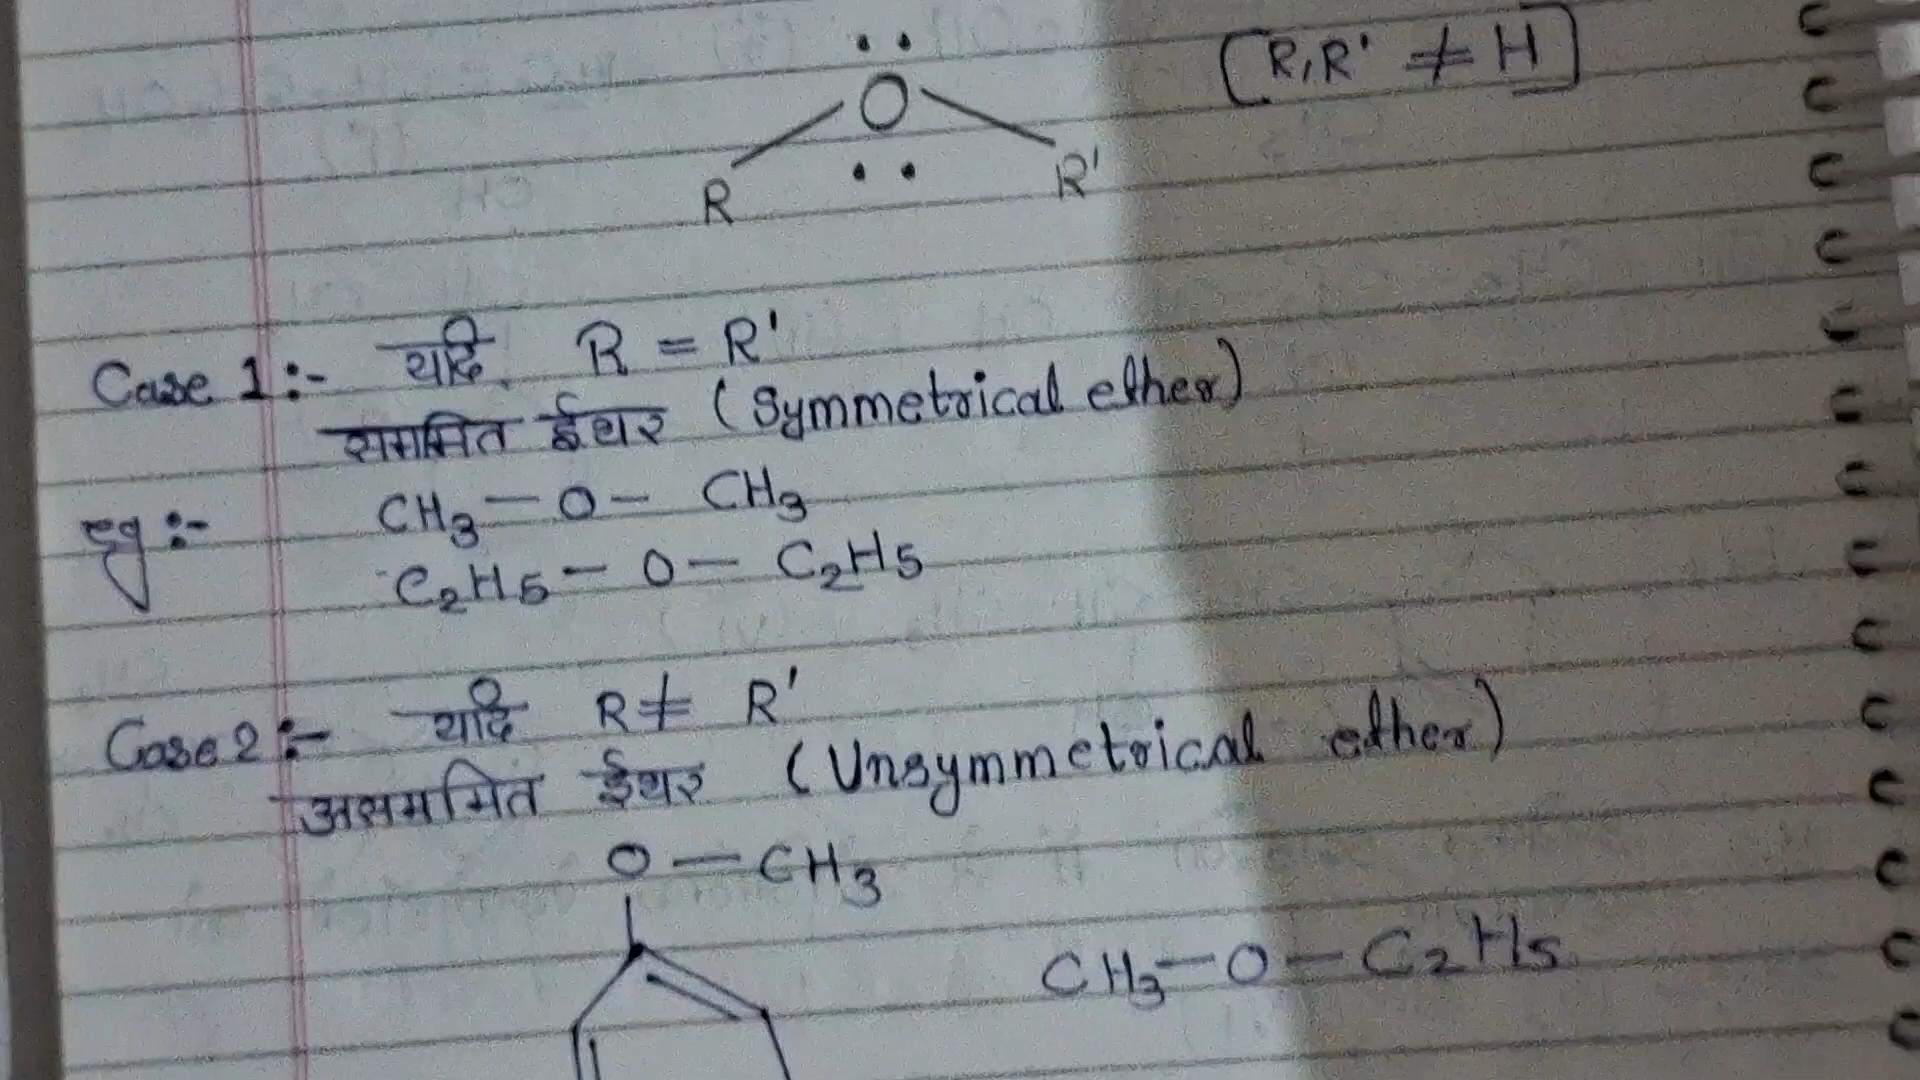 O [R,R' ≠ H]
R R'
Case 1:- यदि R = R'
सममित ईथर (Symmetrical ether)
eg:- CH3 — O — CH3
C2H5 — O — C2H5
Case 2:- यदि R ≠ R'
असममित ईथर (Unsymmetrical ether)
O — CH3
CH3 — O — C2H5